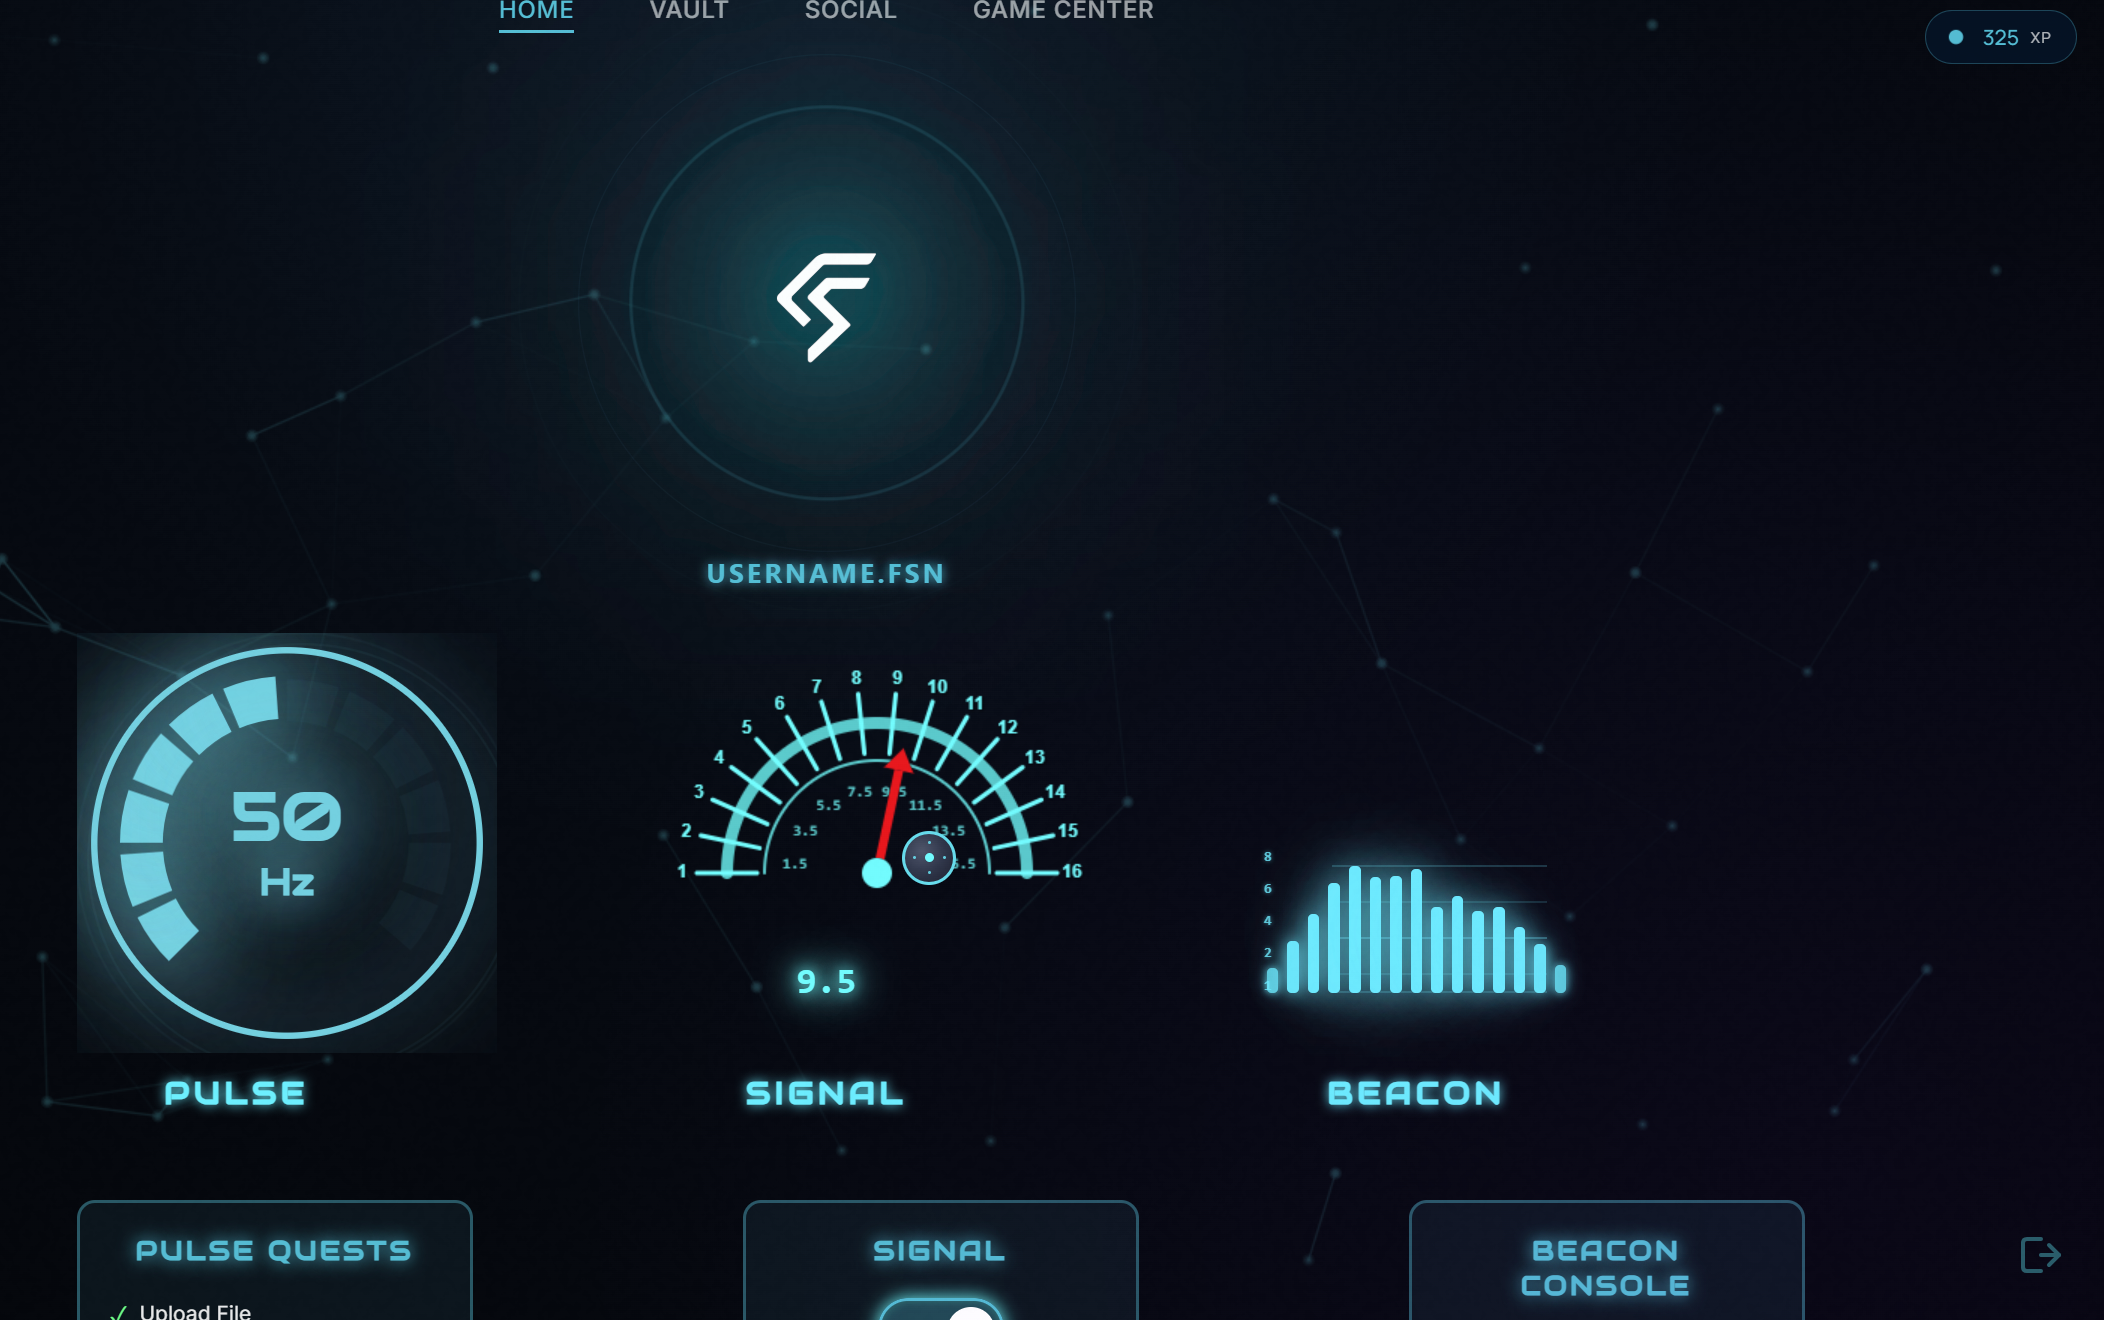 HOME VAULT SOCIAL GAME CENTER
325 XP
USERNAME.FSN
50
Hz
1 2 3 4 5 6 7 8 9 10 11 12 13 14 15 16
1.5 3.5 5.5 7.5 9.5 11.5 13.5
9.5
8
6
4
2
1
PULSE SIGNAL BEACON
PULSE QUESTS
✓ Upload File
SIGNAL
BEACON
CONSOLE